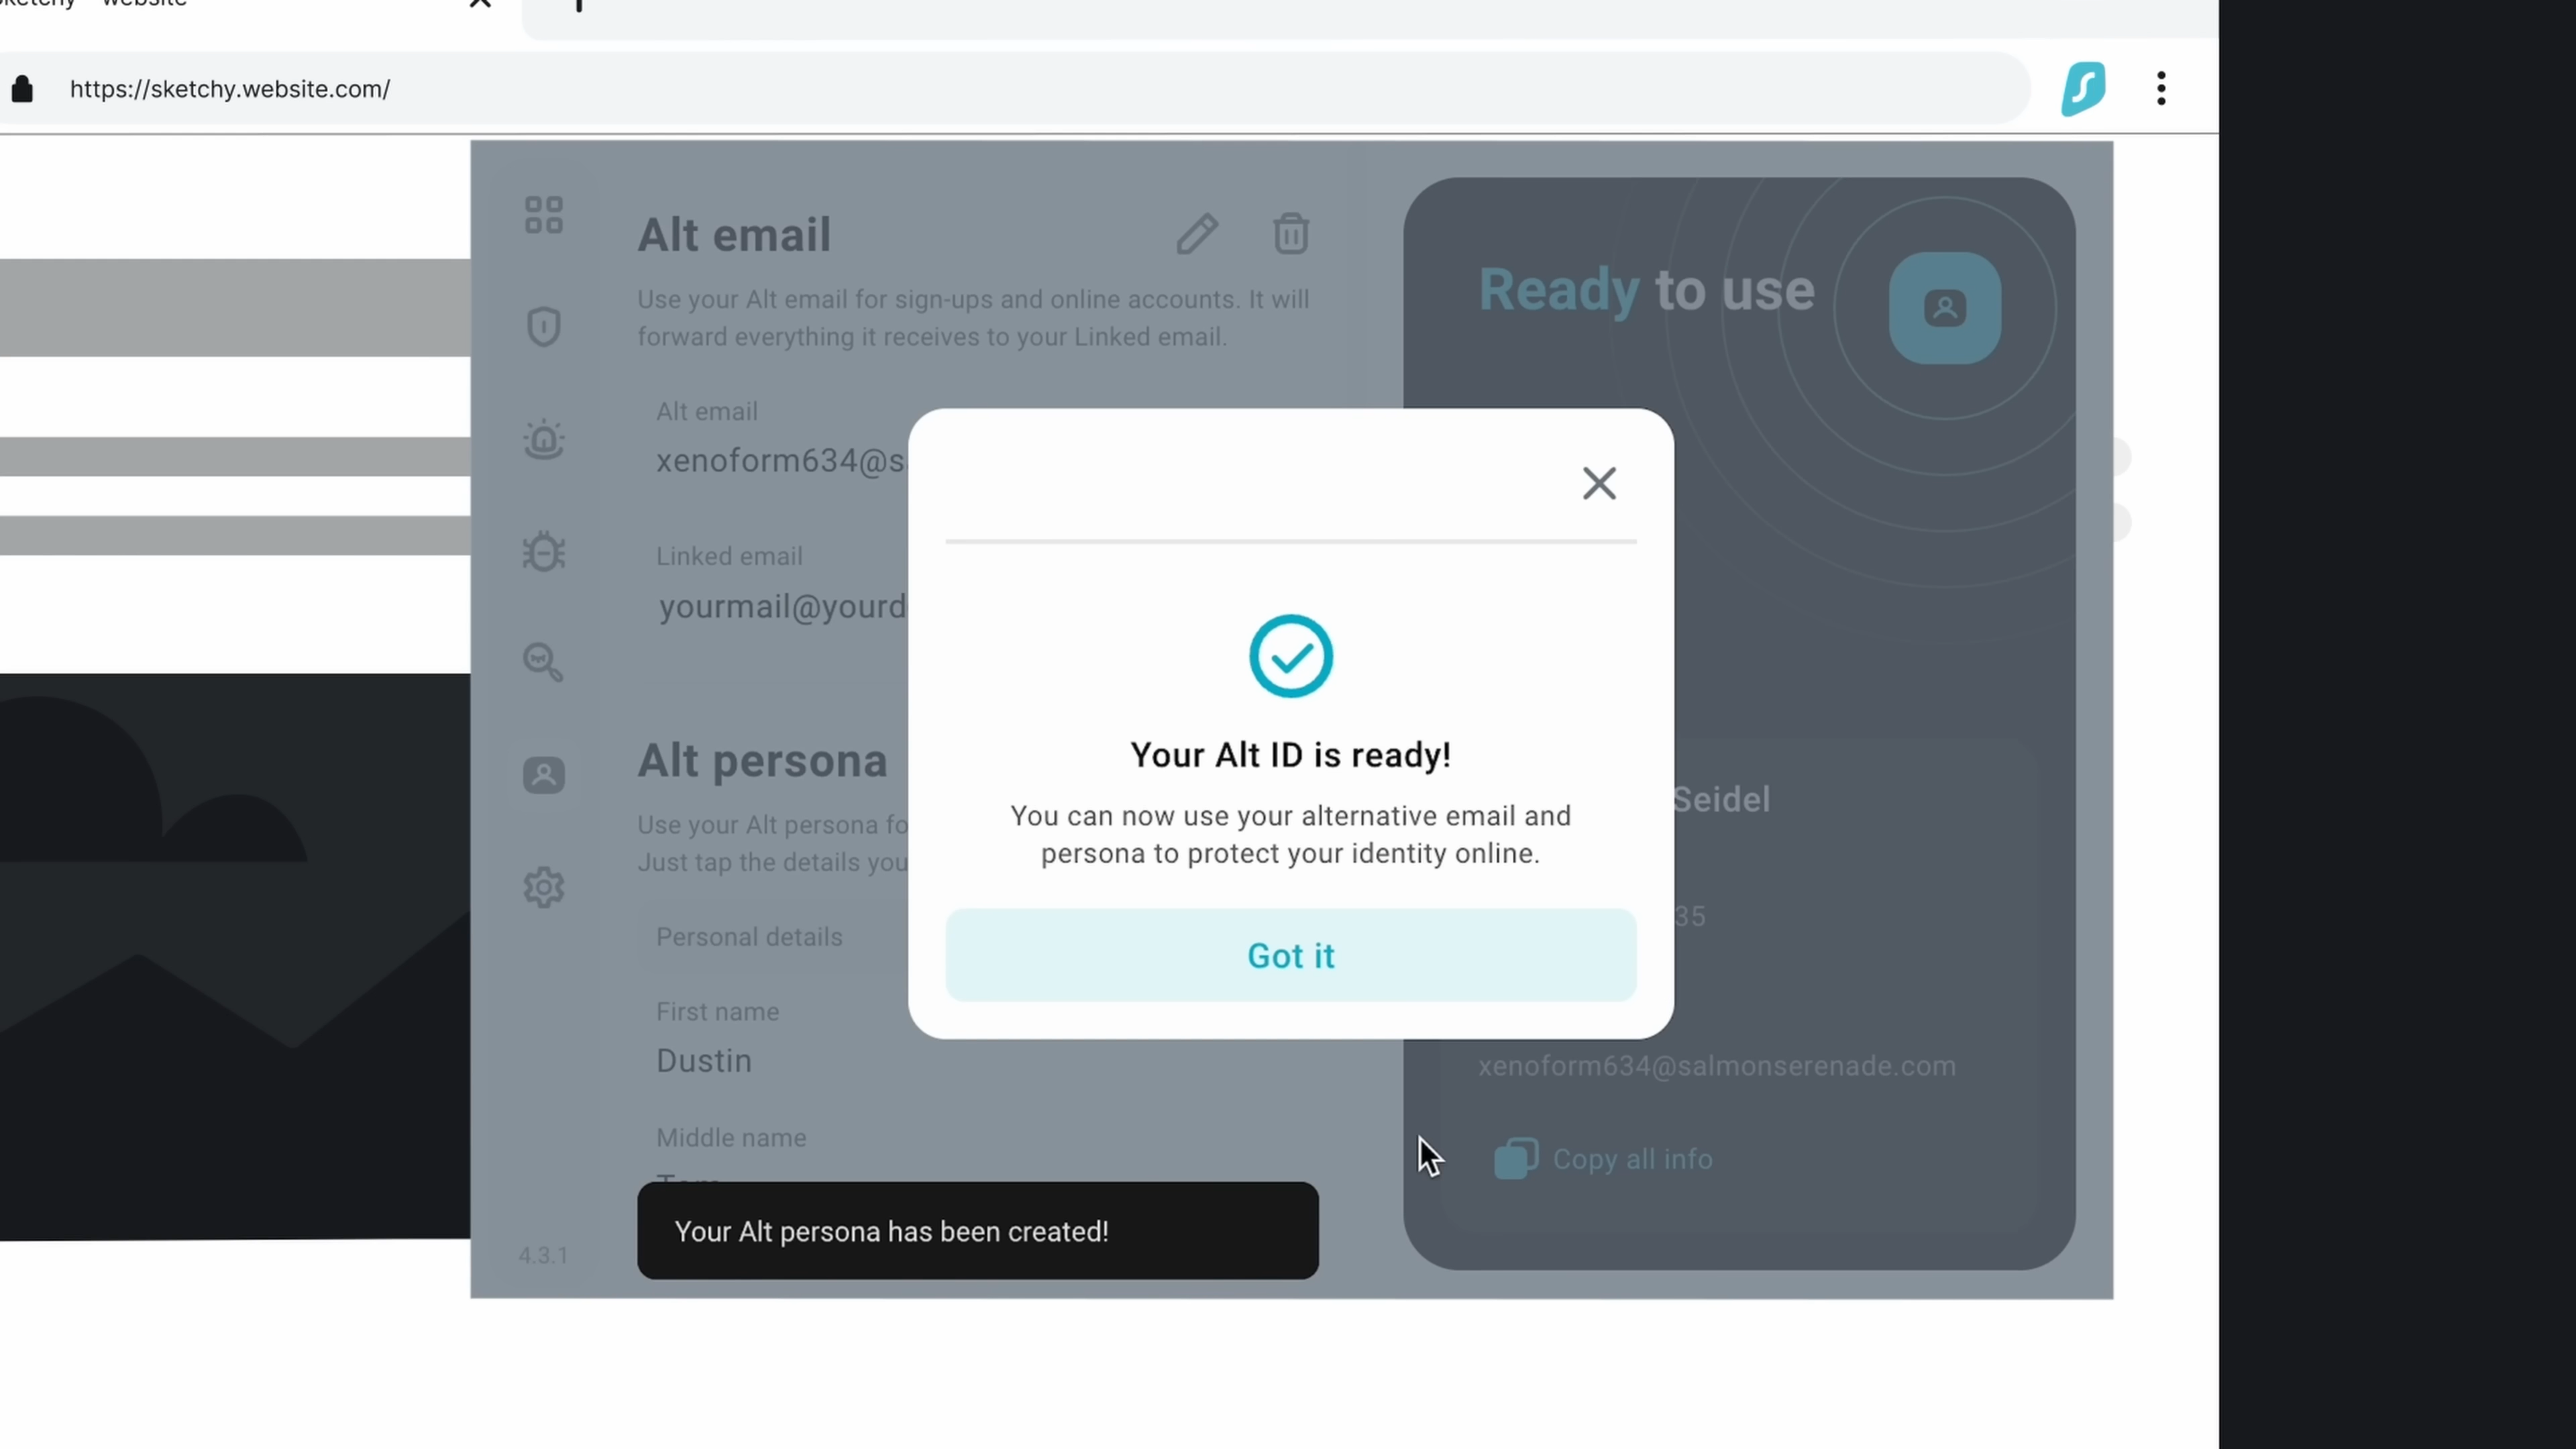 website
https://sketchy.website.com/
Alt email
Use your Alt email for sign-ups and online accounts. It will
forward everything it receives to your Linked email.
Alt email
xenoform634@s
Linked email
yourmail@yourd
Alt persona
Use your Alt persona fo
Just tap the details you
Personal details
First name
Dustin
Middle name
4.3.1
Ready to use
Seidel
35
xenoform634@salmonserenade.com
Copy all info
Your Alt ID is ready!
You can now use your alternative email and
persona to protect your identity online.
Got it
Your Alt persona has been created!